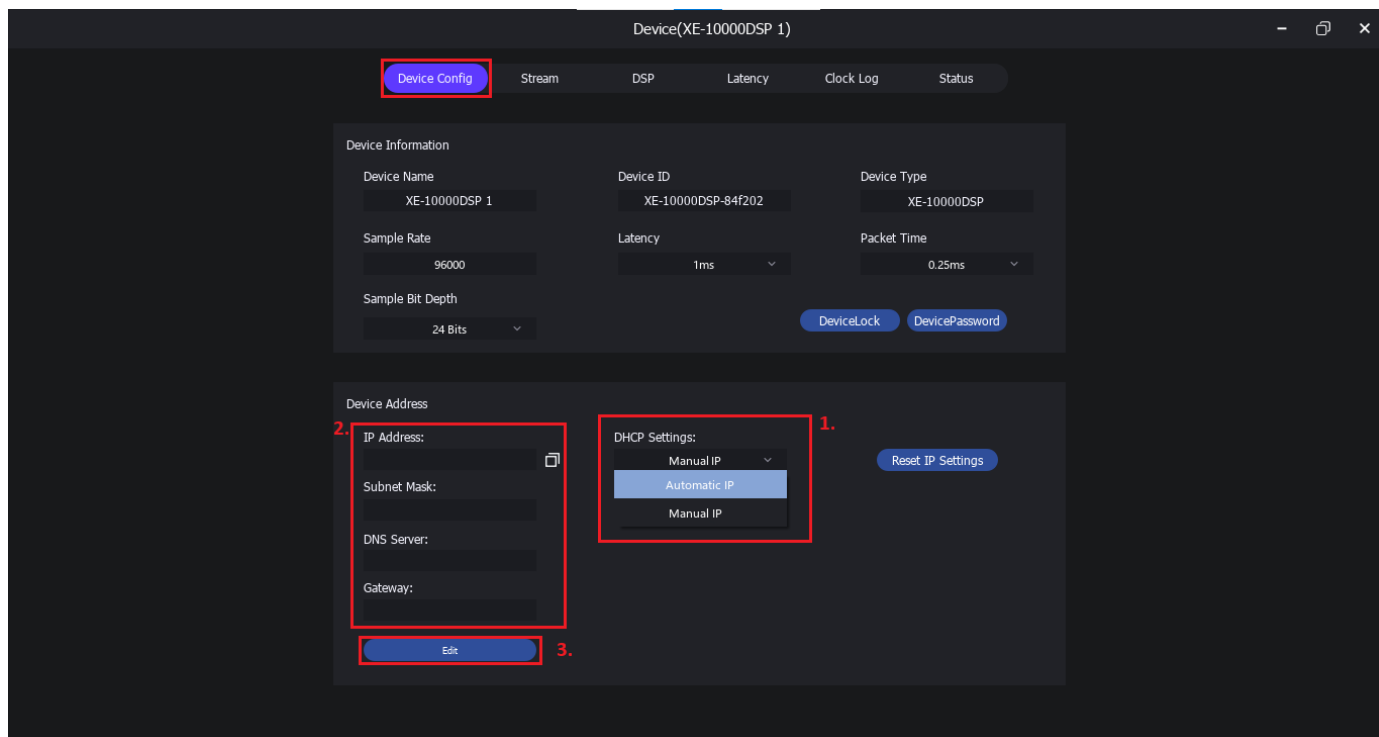 Device(XE-10000DSP 1)
Device Config Stream DSP Latency Clock Log Status
Device Information
Device Name Device ID Device Type
XE-10000DSP 1 XE-10000DSP-84f202 XE-10000DSP
Sample Rate Latency Packet Time
96000 1ms 0.25ms
Sample Bit Depth
24 Bits DeviceLock DevicePassword
Device Address
2. IP Address: DHCP Settings: 1.
Manual IP Reset IP Settings
Subnet Mask: Automatic IP
Manual IP
DNS Server:
Gateway:
Edit 3.